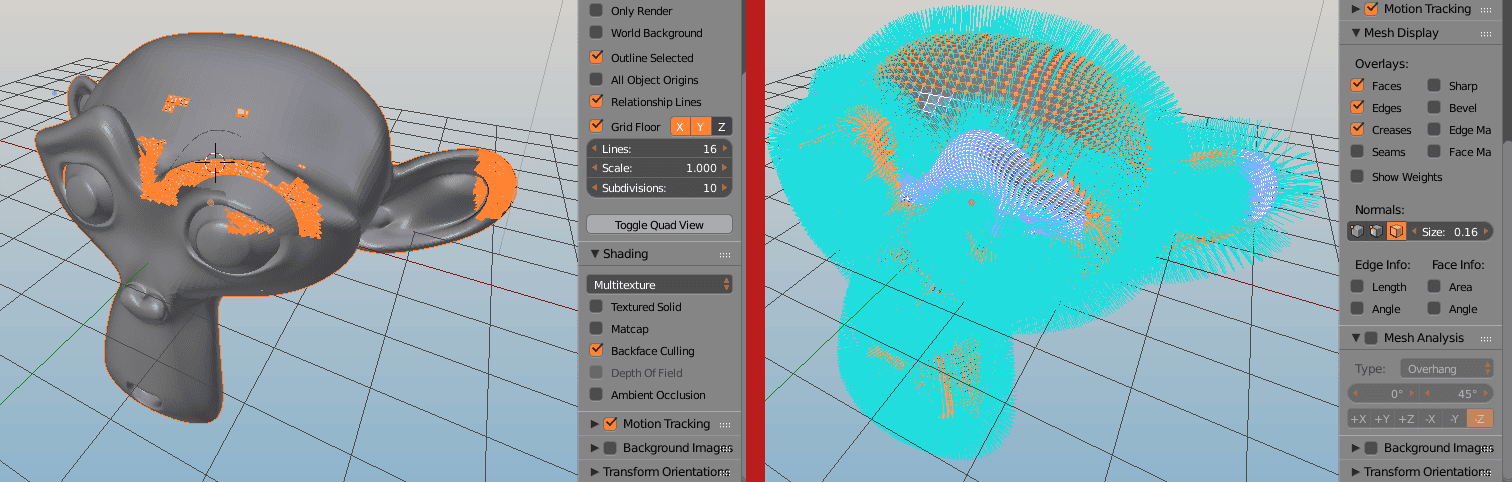 Only Render
World Background
Outline Selected
All Object Origins
Relationship Lines
Grid Floor X Y Z
Lines: 16
Scale: 1.000
Subdivisions: 10
Toggle Quad View
Shading
Multitexture
Textured Solid
Matcap
Backface Culling
Depth Of Field
Ambient Occlusion
Motion Tracking
Background Images
Transform Orientations
Motion Tracking
Mesh Display
Overlays:
Faces Sharp
Edges Bevel
Creases Edge Ma
Seams Face Ma
Show Weights
Normals:
Size: 0.16
Edge Info: Face Info:
Length Area
Angle Angle
Mesh Analysis
Type: Overhang
0° 45°
+X +Y +Z -X -Y -Z
Background Images
Transform Orientations